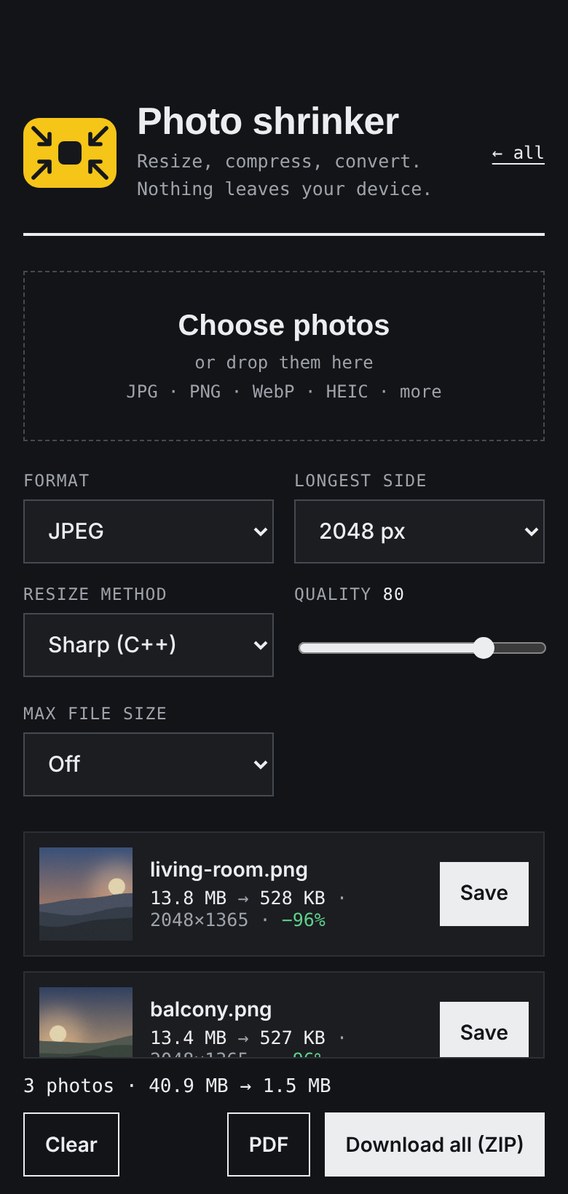 Photo shrinker
Resize, compress, convert.
Nothing leaves your device.
← all
Choose photos
or drop them here
JPG · PNG · WebP · HEIC · more
FORMAT
LONGEST SIDE
JPEG
2048 px
RESIZE METHOD
QUALITY 80
Sharp (C++)
MAX FILE SIZE
Off
living-room.png
13.8 MB → 528 KB ·
2048×1365 · −96%
Save
balcony.png
13.4 MB → 527 KB ·
2048×1365 · −96%
Save
3 photos · 40.9 MB → 1.5 MB
Clear
PDF
Download all (ZIP)